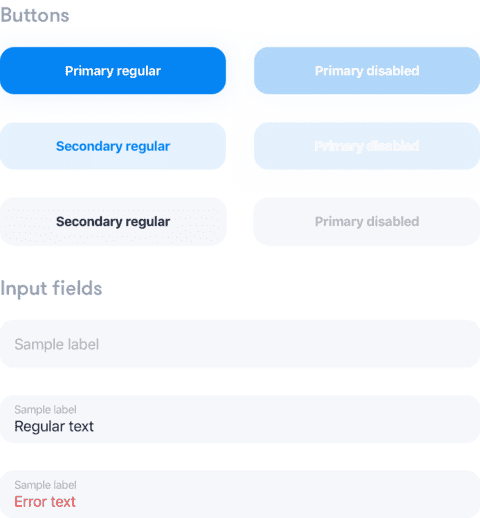 Buttons
Primary regular
Primary disabled
Secondary regular
Primary disabled
Secondary regular
Primary disabled
Input fields
Sample label
Sample label
Regular text
Sample label
Error text